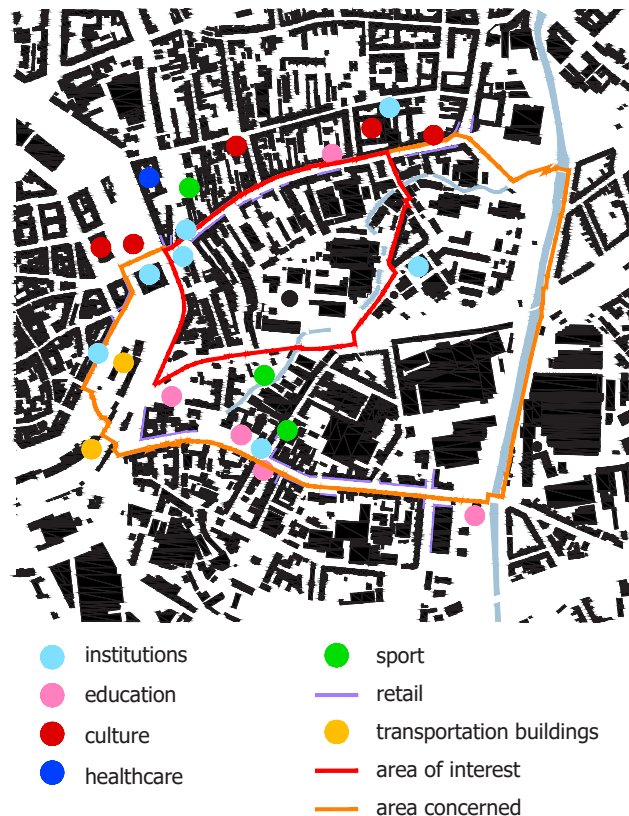 institutions
education
culture
healthcare
sport
retail
transportation buildings
area of interest
area concerned